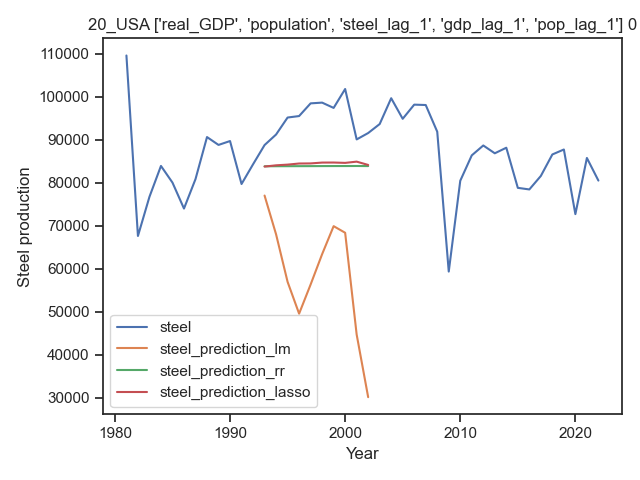 20_USA ['real_GDP', 'population', 'steel_lag_1', 'gdp_lag_1', 'pop_lag_1'] 0
110000
100000
90000
80000
70000
60000
50000
40000
30000
Steel production
steel
steel_prediction_lm
steel_prediction_rr
steel_prediction_lasso
1980
1990
2000
2010
2020
Year